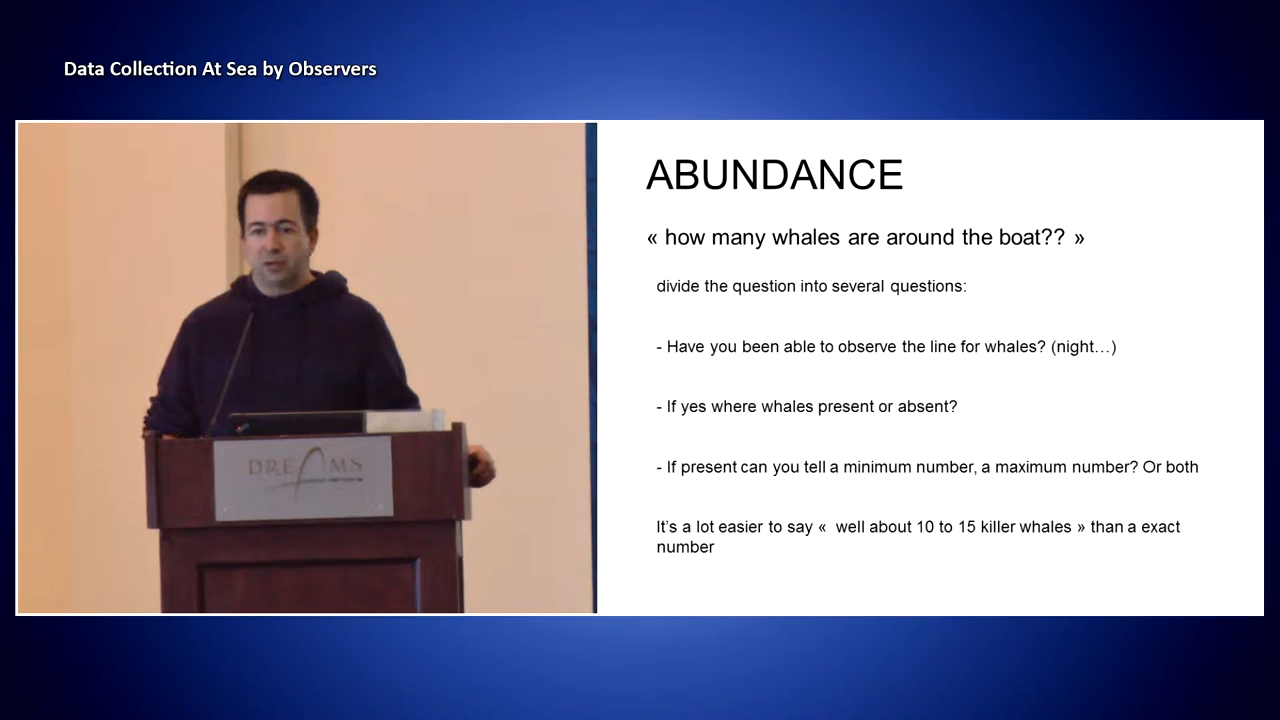 Data Collection At Sea by Observers
ABUNDANCE
« how many whales are around the boat?? »
divide the question into several questions:
- Have you been able to observe the line for whales? (night…)
- If yes where whales present or absent?
- If present can you tell a minimum number, a maximum number? Or both
It’s a lot easier to say «  well about 10 to 15 killer whales » than a exact
number
DREAMS